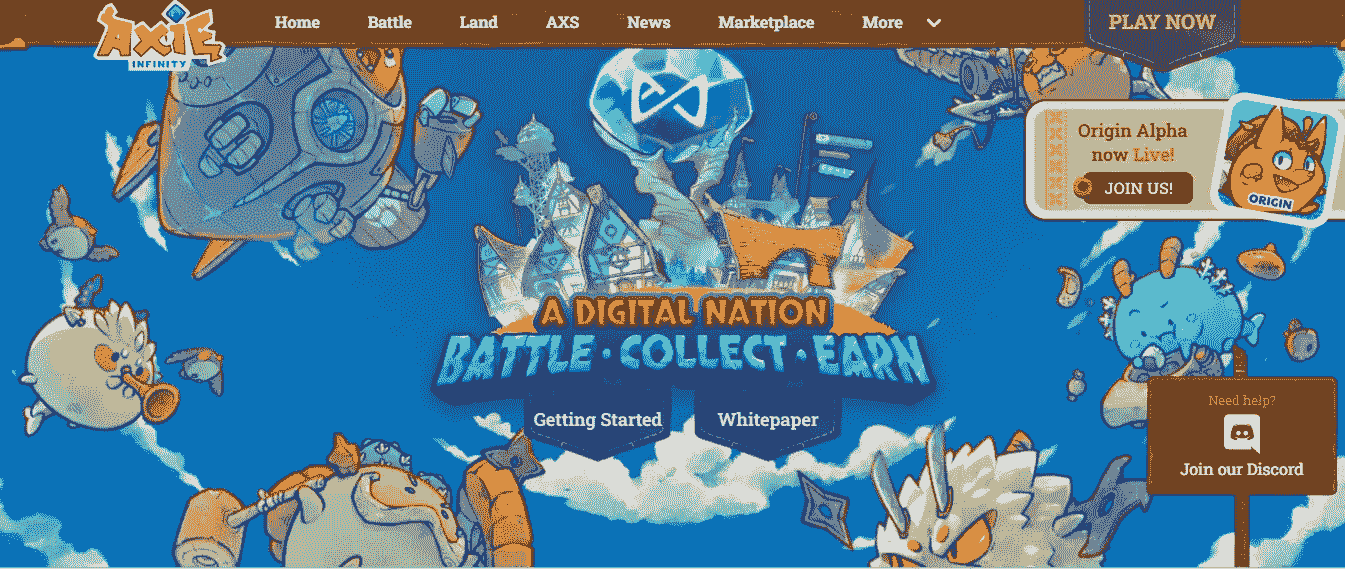 AXIE
INFINITY
Home Battle Land AXS News Marketplace More
PLAY NOW
Origin Alpha
now Live!
JOIN US!
ORIGIN
A DIGITAL NATION
BATTLE · COLLECT · EARN
Getting Started
Whitepaper
Need help?
Join our Discord